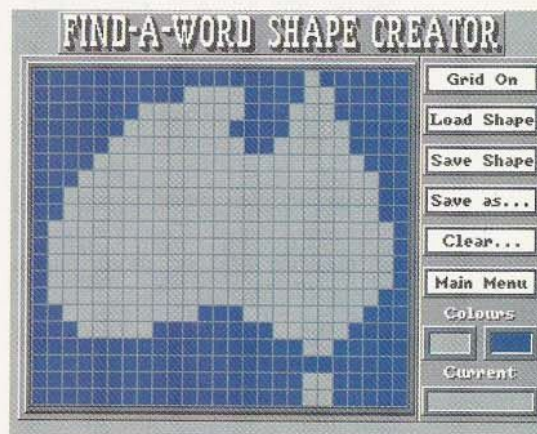 FIND-A-WORD SHAPE CREATOR
Grid On
Load Shape
Save Shape
Save as...
Clear...
Main Menu
Colours
Current